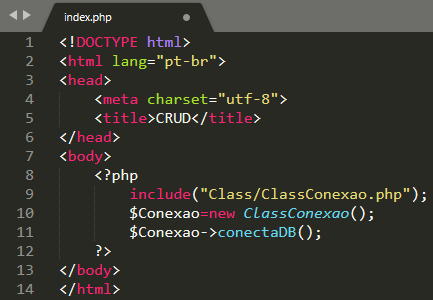 index.php
1 <!DOCTYPE html>
2 <html lang="pt-br">
3 <head>
4     <meta charset="utf-8">
5     <title>CRUD</title>
6 </head>
7 <body>
8     <?php
9         include("Class/ClassConexao.php");
10         $Conexao=new ClassConexao();
11         $Conexao->conectaDB();
12     ?>
13 </body>
14 </html>